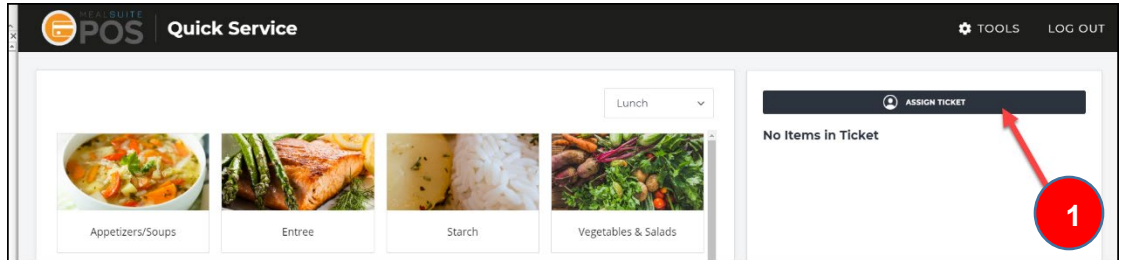 MEALSUITE
POS Quick Service
TOOLS LOG OUT
Lunch
ASSIGN TICKET
No Items in Ticket
1
Appetizers/Soups Entree Starch Vegetables & Salads